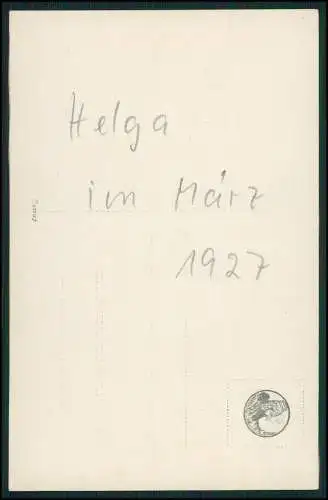 Helga
im März
1927